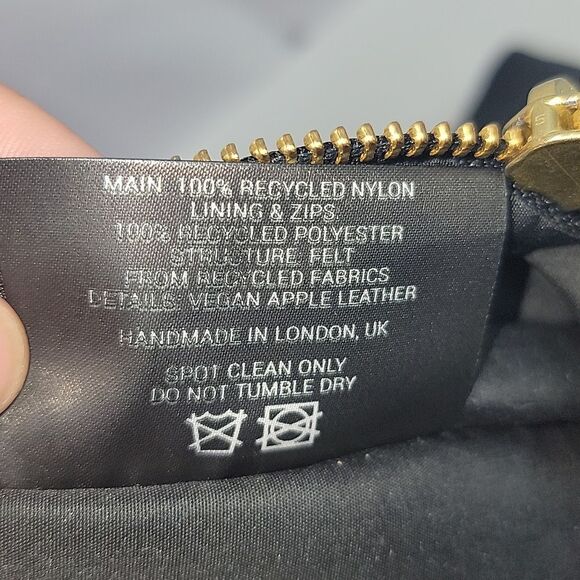 MAIN 100% RECYCLED NYLON
LINING & ZIPS
100% RECYCLED POLYESTER
STRUCTURE FELT
FROM RECYCLED FABRICS
DETAILS: VEGAN APPLE LEATHER
HANDMADE IN LONDON, UK
SPOT CLEAN ONLY
DO NOT TUMBLE DRY